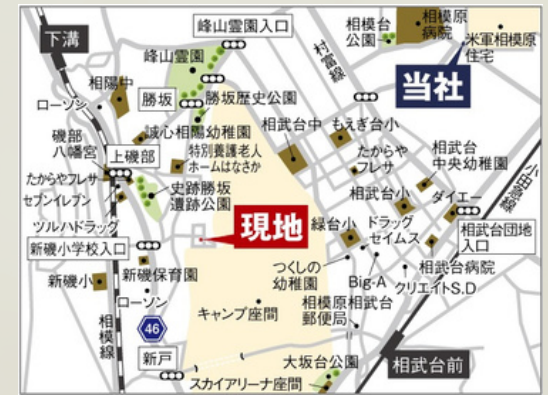 下溝
峰山霊園入口
峰山霊園
相模台
公園
相模原
病院
米軍相模原
住宅
村富線
当社
相陽中
ローソン
勝坂
勝坂歴史公園
誠心相陽幼稚園
相武台中
もえぎ台小
磯部
八幡宮
上磯部
特別養護老人
ホームはなさか
たからや
フレサ
相武台
中央幼稚園
小田急線
たからやフレサ
セブンイレブン
ツルハドラッグ
史跡勝坂
遺跡公園
相武台小
ダイエー
現地
緑台小
ドラッグ
セイムス
相武台団地
入口
新磯小学校入口
新磯小
新磯保育園
つくしの
幼稚園
Big-A
相武台病院
クリエイトS.D
ローソン
キャンプ座間
相模原相武台
郵便局
相模線
46
新戸
大坂台公園
スカイアリーナ座間
相武台前